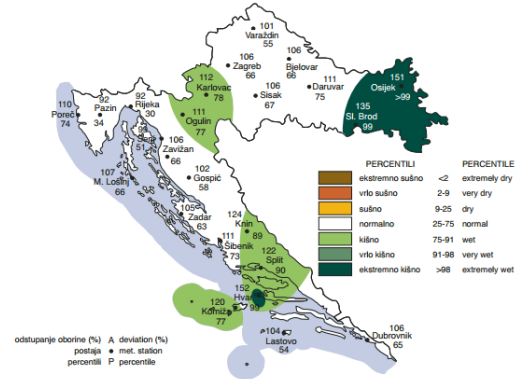 101
Varaždin
55
106
Zagreb
66
106
Bjelovar
66
112
Karlovac
78
106
Sisak
67
111
Daruvar
75
151
Osijek
>99
135
Sl. Brod
99
111
Ogulin
77
110
Poreč
74
92
Pazin
34
92
Rijeka
30
Senj
51
106
Zavižan
66
107
M. Lošinj
66
102
Gospić
58
105
Zadar
63
124
Knin
89
111
Šibenik
73
122
Split
90
152
Hvar
99
120
Komiža
77
104
Lastovo
54
106
Dubrovnik
65
PERCENTILI PERCENTILE
ekstremno sušno <2 extremely dry
vrlo sušno 2-9 very dry
sušno 9-25 dry
normalno 25-75 normal
kišno 75-91 wet
vrlo kišno 91-98 very wet
ekstremno kišno >98 extremely wet
odstupanje oborine (%) A deviation (%)
postaja met. station
percentili P percentile